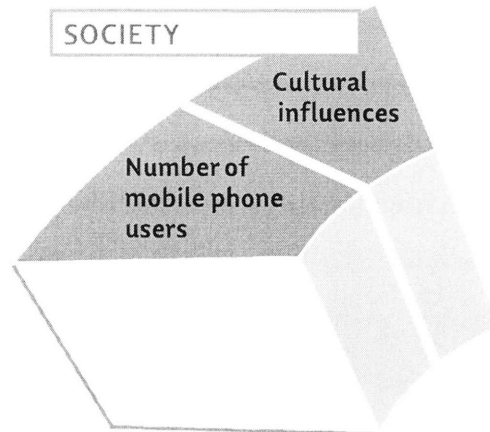 SOCIETY
Cultural
influences
Number of
mobile phone
users